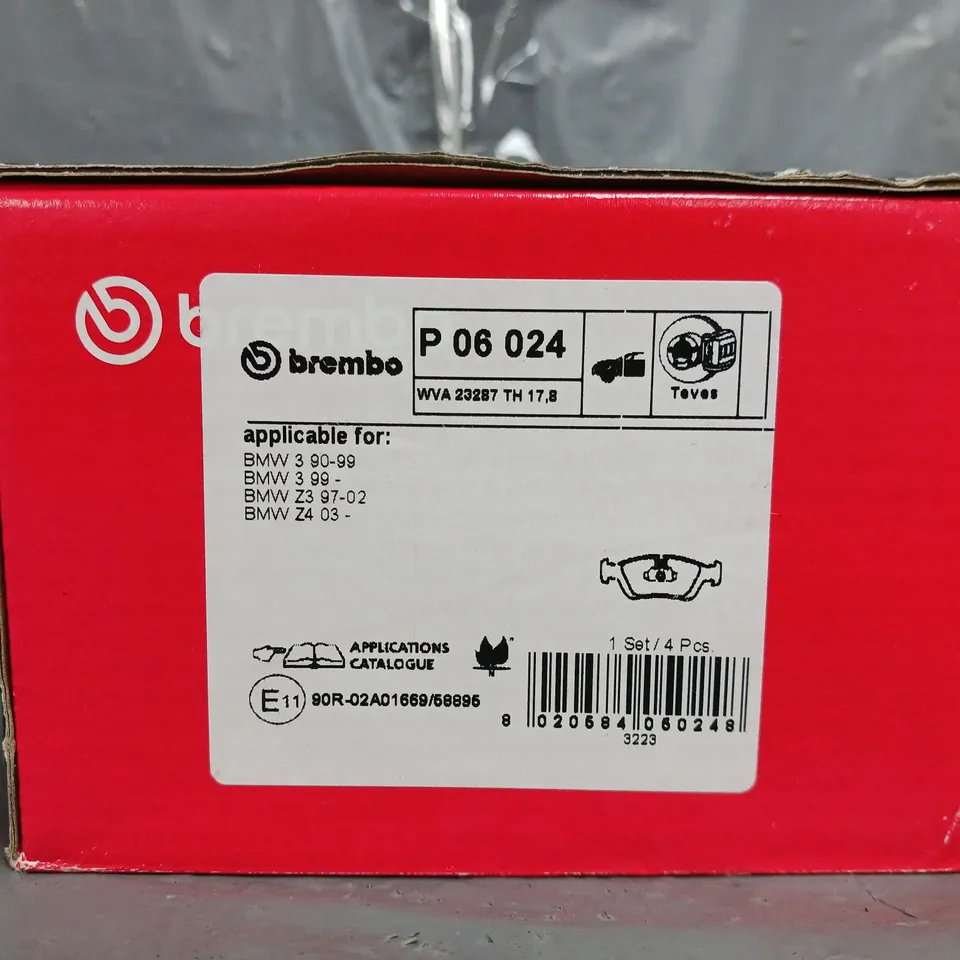 brembo
brembo
P 06 024
WVA 23287 TH 17,8
Teves
applicable for:
BMW 3 90-99
BMW 3 99 -
BMW Z3 97-02
BMW Z4 03 -
1 Set / 4 Pcs.
APPLICATIONS
CATALOGUE
E11 90R-02A01669/58895
8 020584 060248
3223